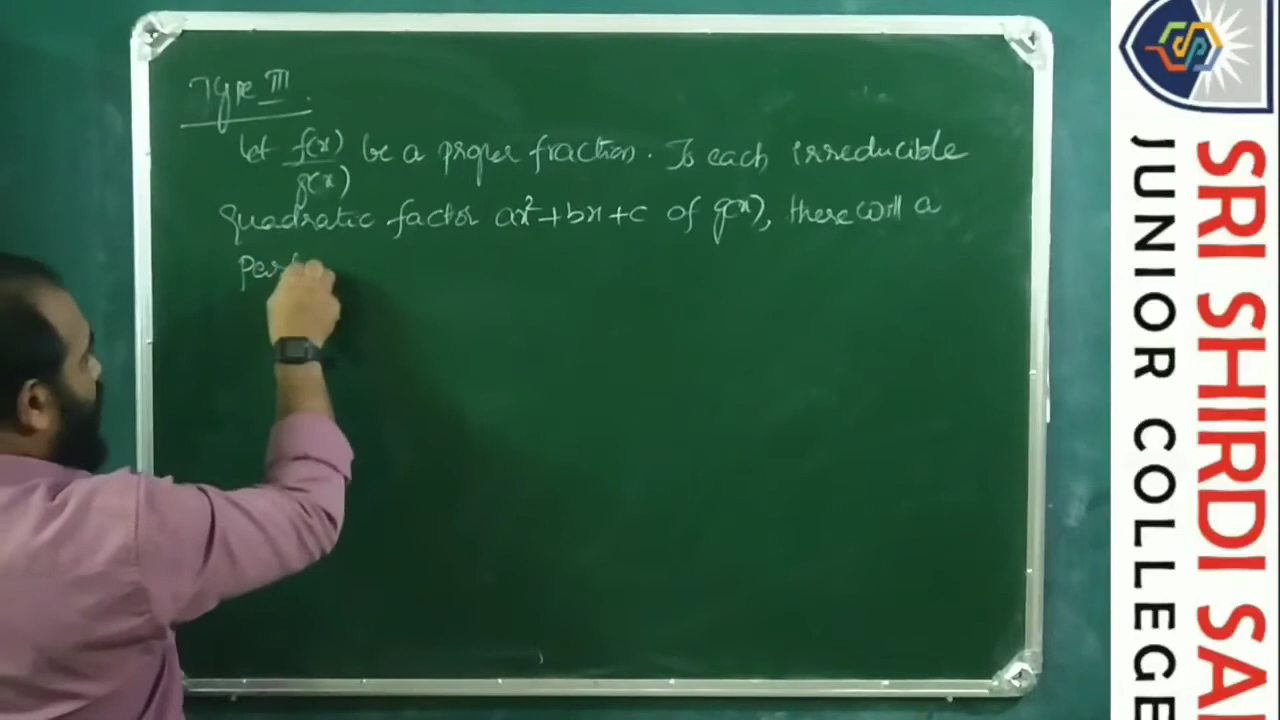 Type III.
Let f(x)/g(x) be a proper fraction. To each irreducible
quadratic factor ax²+bx+c of g(x), there will a
Par
SRI SHIRDI SAI
JUNIOR COLLEGE